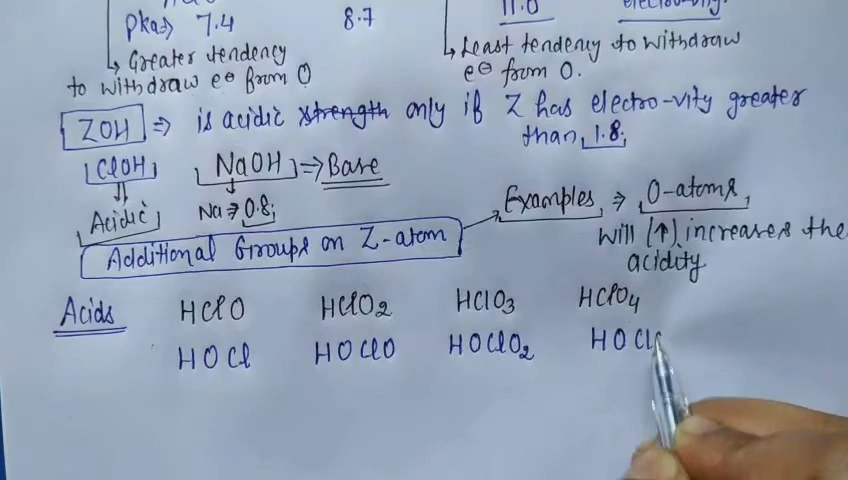 pka⇒ 7.4 8.7 11.0 electro-vity.
↳ Greater tendency
to withdraw e⊖ from O
↳ Least tendency to withdraw
e⊖ from O.
ZOH ⇒ is acidic strength only if Z has electro-vity greater
than 1.8;
ClOH NaOH ⇒ Base
Acidic Na ⇒ 0.8;
Additional Groups on Z-atom
Examples ⇒ O-atoms
will (↑) increases the
acidity
Acids HClO HClO2 HClO3 HClO4
HOCl HOClO HOClO2 HOCl